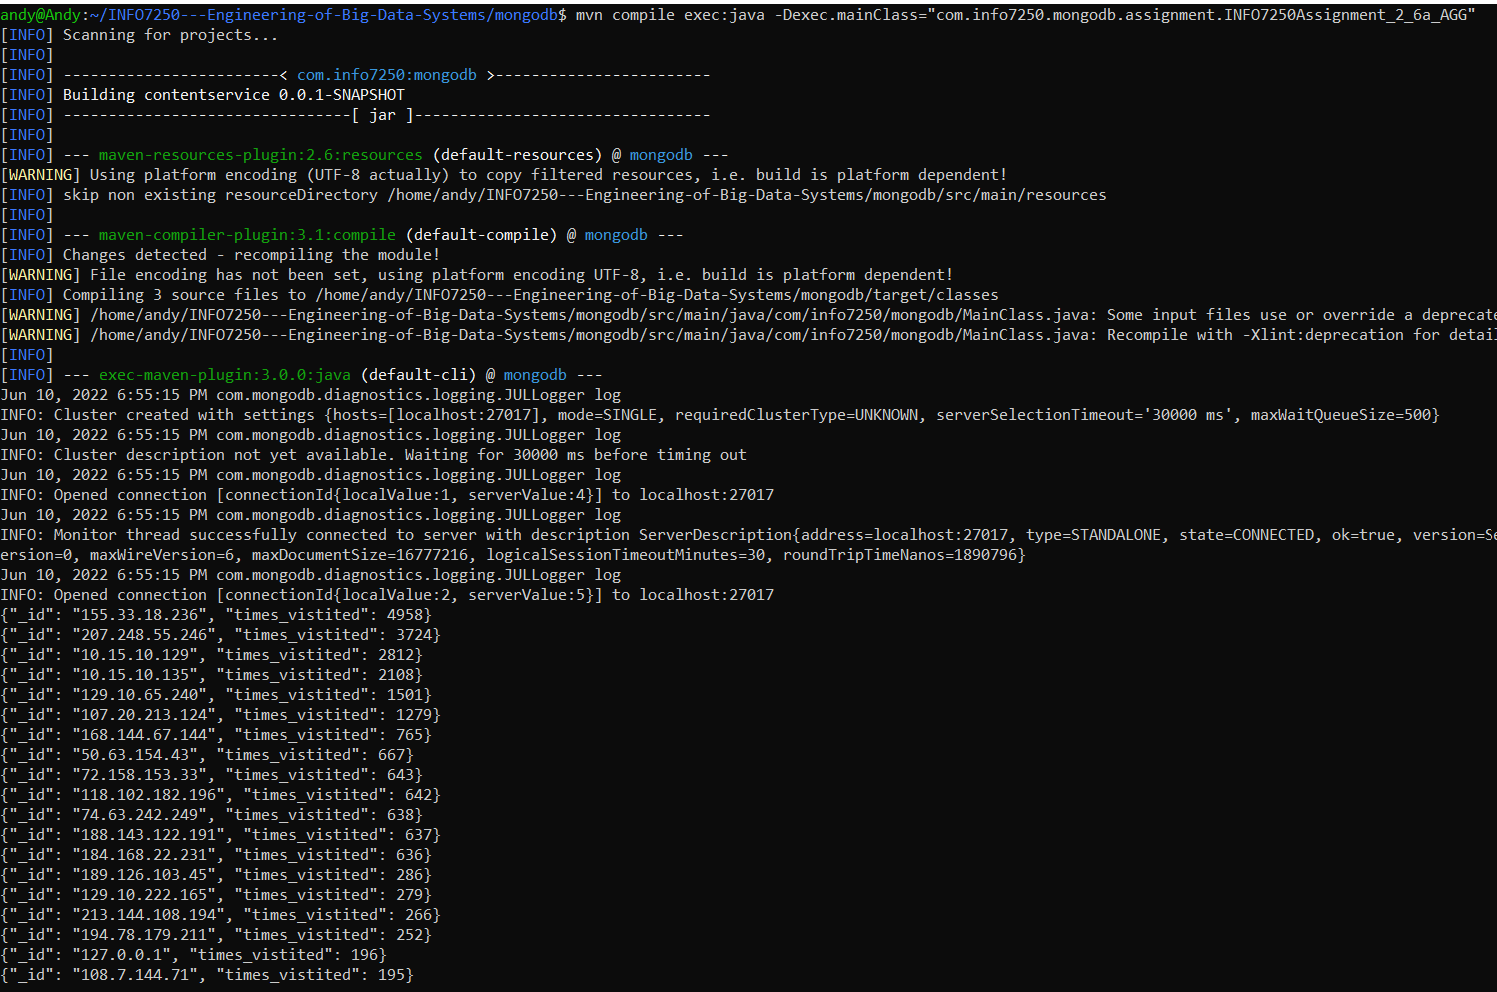 andy@Andy:~/INFO7250---Engineering-of-Big-Data-Systems/mongodb$ mvn compile exec:java -Dexec.mainClass="com.info7250.mongodb.assignment.INFO7250Assignment_2_6a_AGG"
[INFO] Scanning for projects...
[INFO]
[INFO] ------------------------< com.info7250:mongodb >------------------------
[INFO] Building contentservice 0.0.1-SNAPSHOT
[INFO] --------------------------------[ jar ]---------------------------------
[INFO]
[INFO] --- maven-resources-plugin:2.6:resources (default-resources) @ mongodb ---
[WARNING] Using platform encoding (UTF-8 actually) to copy filtered resources, i.e. build is platform dependent!
[INFO] skip non existing resourceDirectory /home/andy/INFO7250---Engineering-of-Big-Data-Systems/mongodb/src/main/resources
[INFO]
[INFO] --- maven-compiler-plugin:3.1:compile (default-compile) @ mongodb ---
[INFO] Changes detected - recompiling the module!
[WARNING] File encoding has not been set, using platform encoding UTF-8, i.e. build is platform dependent!
[INFO] Compiling 3 source files to /home/andy/INFO7250---Engineering-of-Big-Data-Systems/mongodb/target/classes
[WARNING] /home/andy/INFO7250---Engineering-of-Big-Data-Systems/mongodb/src/main/java/com/info7250/mongodb/MainClass.java: Some input files use or override a deprecate
[WARNING] /home/andy/INFO7250---Engineering-of-Big-Data-Systems/mongodb/src/main/java/com/info7250/mongodb/MainClass.java: Recompile with -Xlint:deprecation for detail
[INFO]
[INFO] --- exec-maven-plugin:3.0.0:java (default-cli) @ mongodb ---
Jun 10, 2022 6:55:15 PM com.mongodb.diagnostics.logging.JULLogger log
INFO: Cluster created with settings {hosts=[localhost:27017], mode=SINGLE, requiredClusterType=UNKNOWN, serverSelectionTimeout='30000 ms', maxWaitQueueSize=500}
Jun 10, 2022 6:55:15 PM com.mongodb.diagnostics.logging.JULLogger log
INFO: Cluster description not yet available. Waiting for 30000 ms before timing out
Jun 10, 2022 6:55:15 PM com.mongodb.diagnostics.logging.JULLogger log
INFO: Opened connection [connectionId{localValue:1, serverValue:4}] to localhost:27017
Jun 10, 2022 6:55:15 PM com.mongodb.diagnostics.logging.JULLogger log
INFO: Monitor thread successfully connected to server with description ServerDescription{address=localhost:27017, type=STANDALONE, state=CONNECTED, ok=true, version=Se
ersion=0, maxWireVersion=6, maxDocumentSize=16777216, logicalSessionTimeoutMinutes=30, roundTripTimeNanos=1890796}
Jun 10, 2022 6:55:15 PM com.mongodb.diagnostics.logging.JULLogger log
INFO: Opened connection [connectionId{localValue:2, serverValue:5}] to localhost:27017
{"_id": "155.33.18.236", "times_vistited": 4958}
{"_id": "207.248.55.246", "times_vistited": 3724}
{"_id": "10.15.10.129", "times_vistited": 2812}
{"_id": "10.15.10.135", "times_vistited": 2108}
{"_id": "129.10.65.240", "times_vistited": 1501}
{"_id": "107.20.213.124", "times_vistited": 1279}
{"_id": "168.144.67.144", "times_vistited": 765}
{"_id": "50.63.154.43", "times_vistited": 667}
{"_id": "72.158.153.33", "times_vistited": 643}
{"_id": "118.102.182.196", "times_vistited": 642}
{"_id": "74.63.242.249", "times_vistited": 638}
{"_id": "188.143.122.191", "times_vistited": 637}
{"_id": "184.168.22.231", "times_vistited": 636}
{"_id": "189.126.103.45", "times_vistited": 286}
{"_id": "129.10.222.165", "times_vistited": 279}
{"_id": "213.144.108.194", "times_vistited": 266}
{"_id": "194.78.179.211", "times_vistited": 252}
{"_id": "127.0.0.1", "times_vistited": 196}
{"_id": "108.7.144.71", "times_vistited": 195}